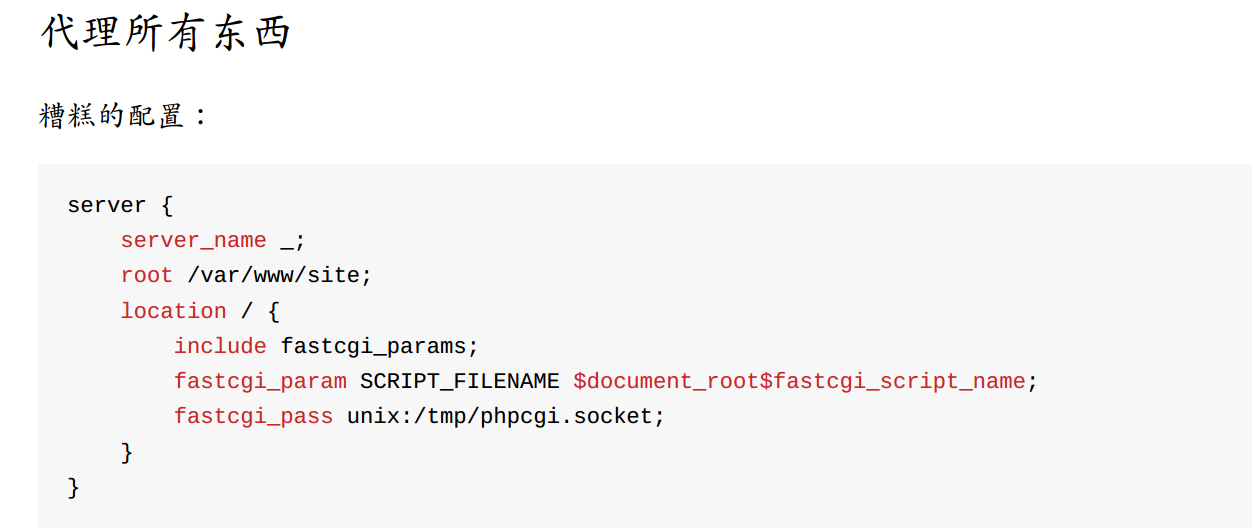 代理所有东西
糟糕的配置：
server {
    server_name _;
    root /var/www/site;
    location / {
        include fastcgi_params;
        fastcgi_param SCRIPT_FILENAME $document_root$fastcgi_script_name;
        fastcgi_pass unix:/tmp/phpcgi.socket;
    }
}